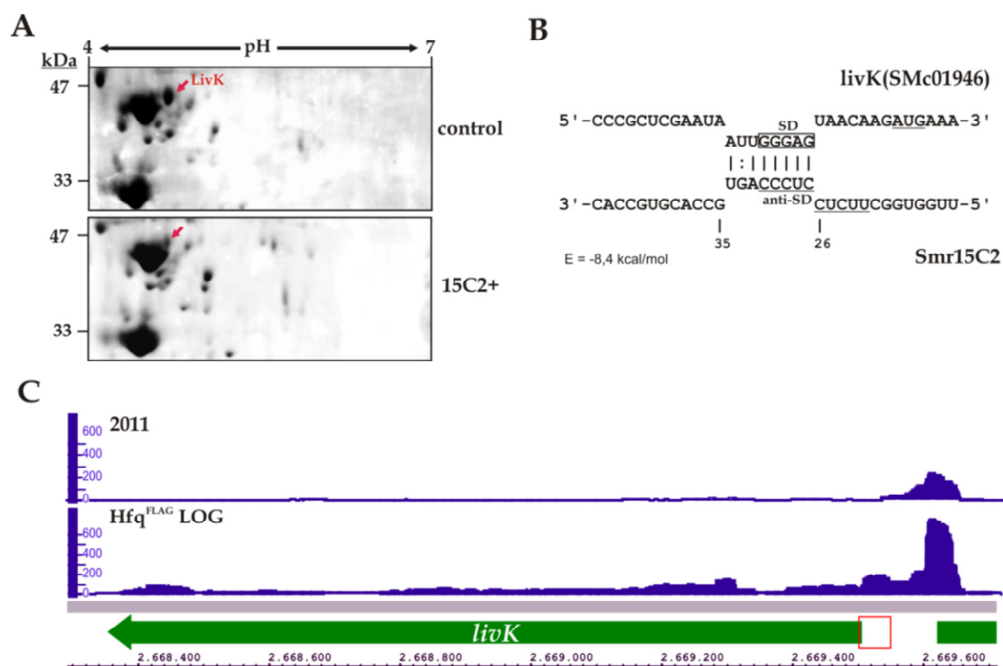 A
B
4 pH 7
kDa
47
LivK
control
33
47
15C2+
33
livK(SMc01946)
SD
5'-CCCGCUCGAAUA UAACAAGAUGAAA-3'
AUUGGGAG
|:||||||
UGACCCUC
3'-CACCGUGCACCG anti-SD CUCUUCGGUGGUU-5'
35 26
E = -8,4 kcal/mol
Smr15C2
C
2011
600
400
200
0
HfqFLAG LOG
600
400
200
0
livK
2.668.400 2.668.600 2.668.800 2.669.000 2.669.200 2.669.400 2.669.600